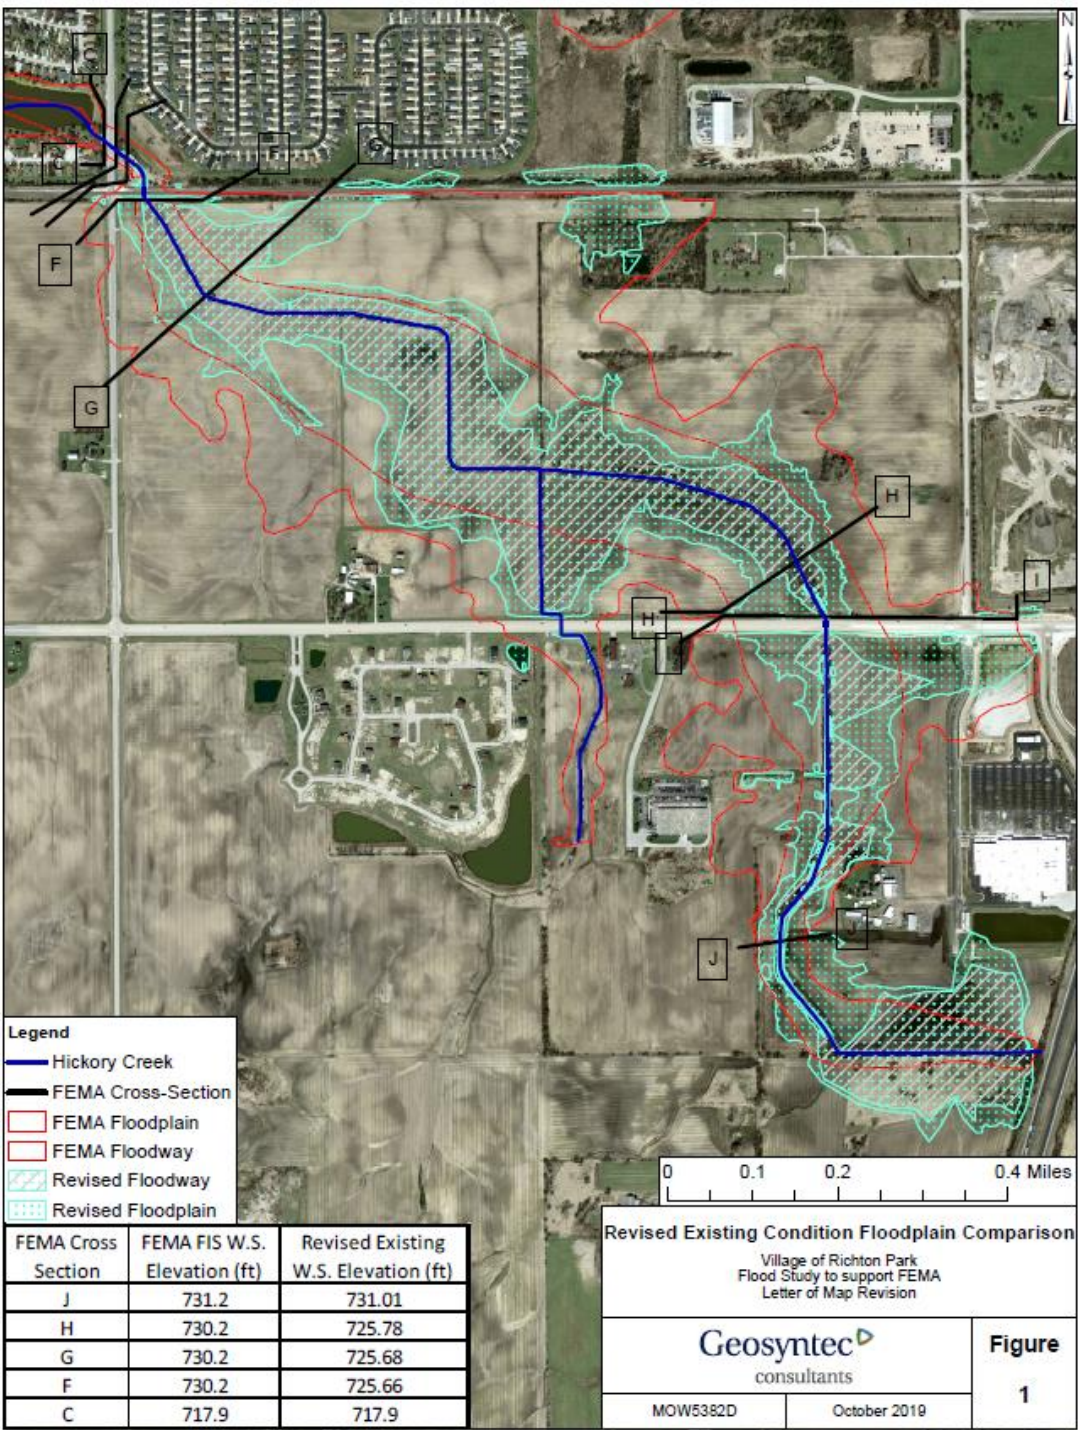 N
C
F
G
F
G
H
I
H
J
J
Legend
Hickory Creek
FEMA Cross-Section
FEMA Floodplain
FEMA Floodway
Revised Floodway
Revised Floodplain
0 0.1 0.2 0.4 Miles
FEMA Cross Section FEMA FIS W.S. Elevation (ft) Revised Existing W.S. Elevation (ft)
J 731.2 731.01
H 730.2 725.78
G 730.2 725.68
F 730.2 725.66
C 717.9 717.9
Revised Existing Condition Floodplain Comparison
Village of Richton Park
Flood Study to support FEMA
Letter of Map Revision
Geosyntec
consultants
Figure
1
MOW5382D
October 2019